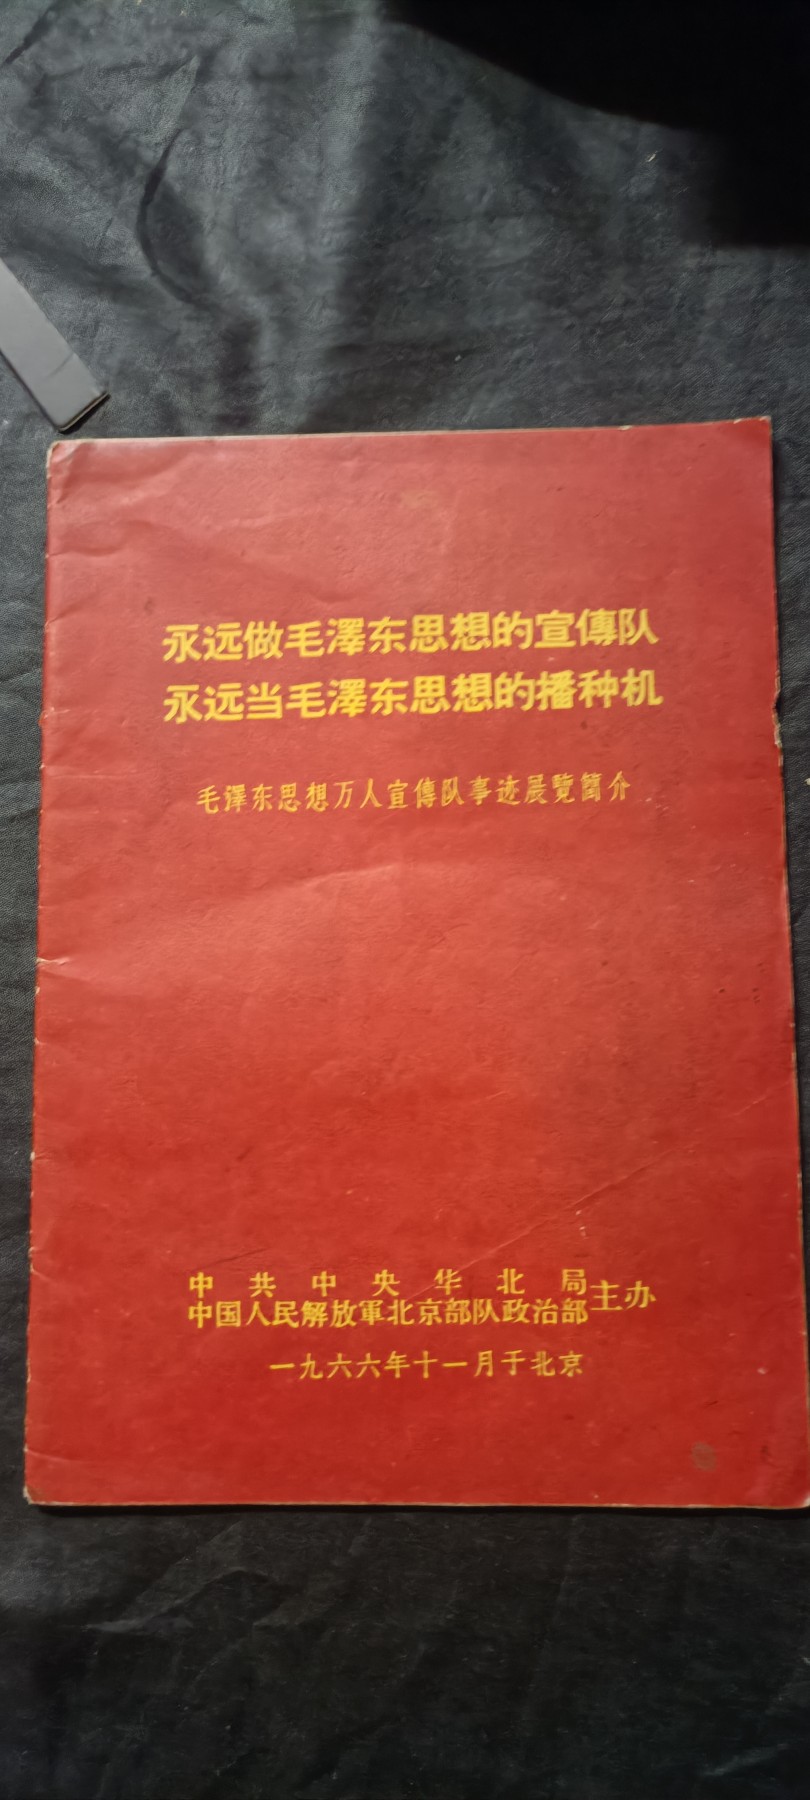 永远做毛澤东思想的宣傳队
永远当毛澤东思想的播种机
毛澤东思想万人宣傳队事迹展覽簡介
中共中央华北局
中国人民解放軍北京部队政治部主办
一九六六年十一月于北京